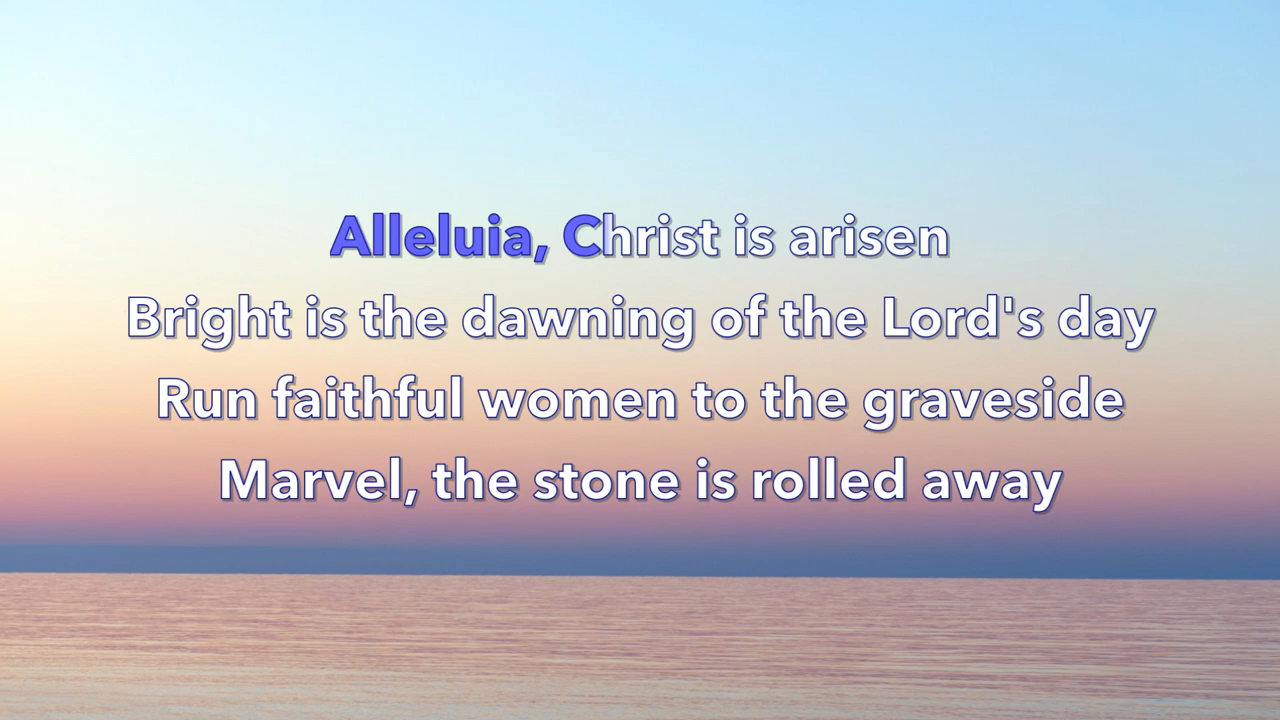 Alleluia, Christ is arisen
Bright is the dawning of the Lord's day
Run faithful women to the graveside
Marvel, the stone is rolled away